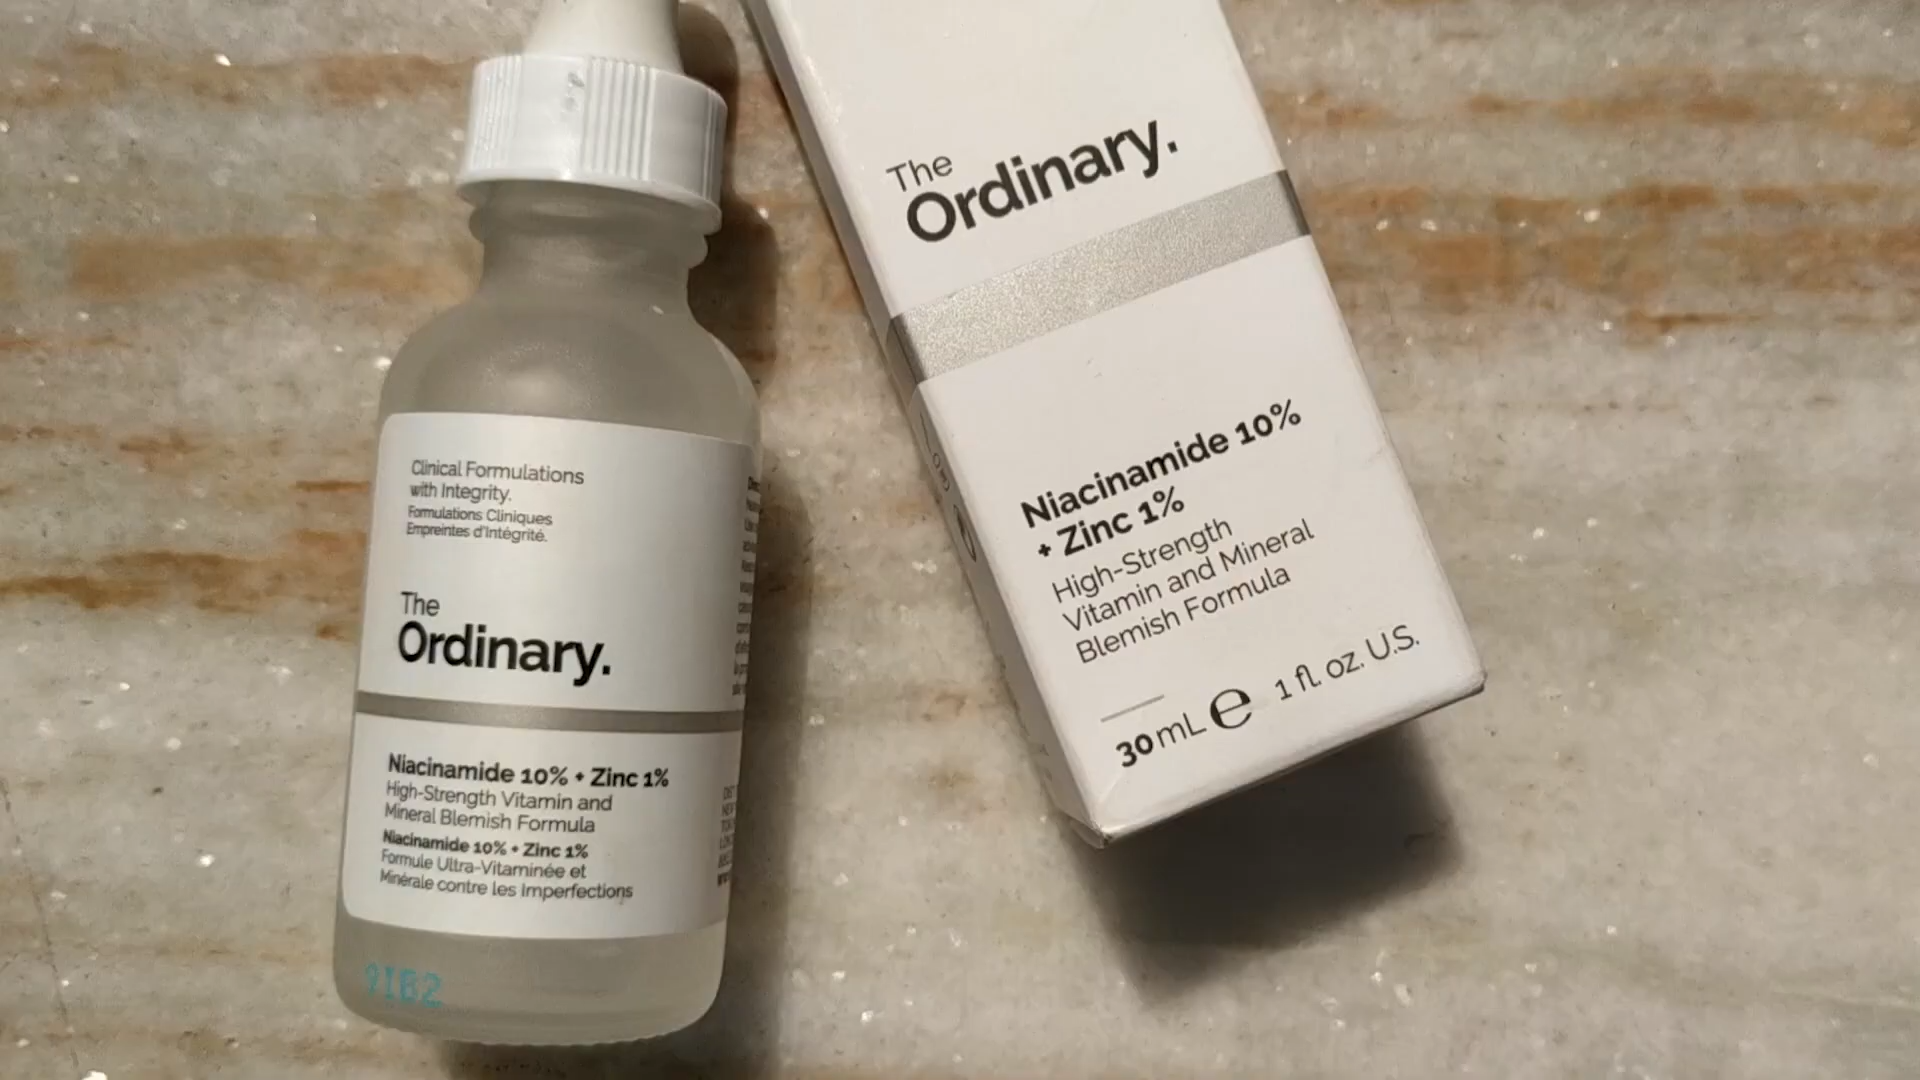 Clinical Formulations
with Integrity.
Formulations Cliniques
Empreintes d'Intégrité.
The
Ordinary.
Niacinamide 10% + Zinc 1%
High-Strength Vitamin and
Mineral Blemish Formula
Niacinamide 10% + Zinc 1%
Formule Ultra-Vitaminée et
Minérale contre les Imperfections
9IB2
The
Ordinary.
Niacinamide 10%
+ Zinc 1%
High-Strength
Vitamin and Mineral
Blemish Formula
30 mL e 1 fl. oz. U.S.